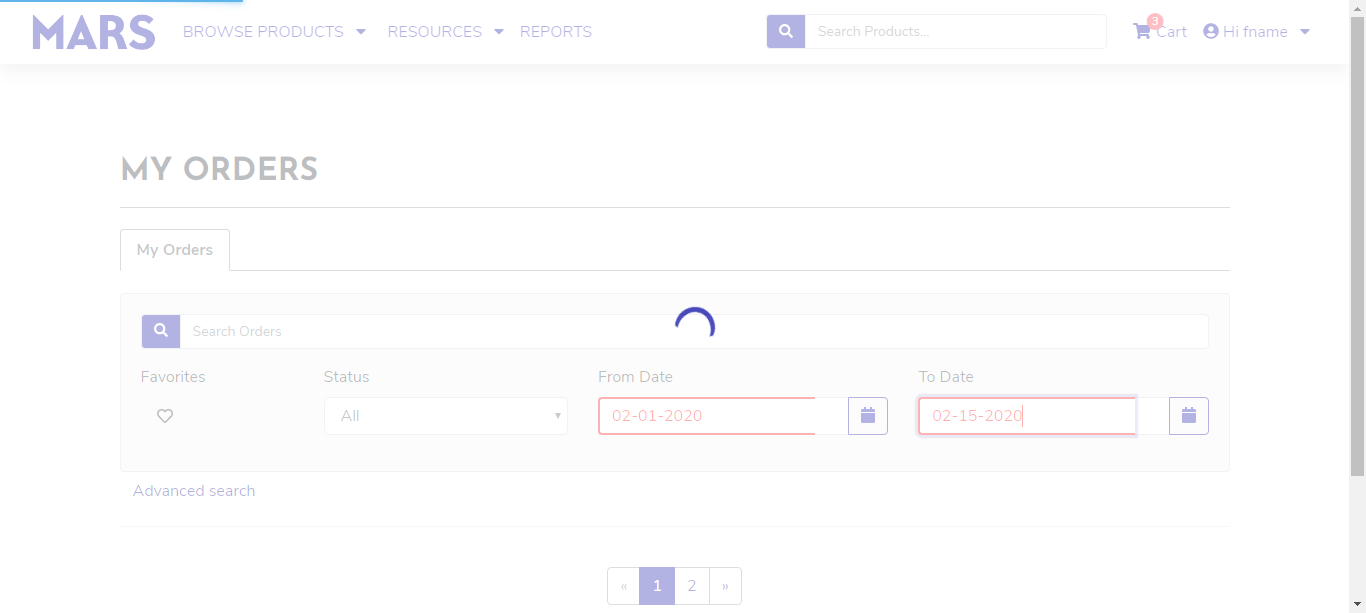 MARS BROWSE PRODUCTS RESOURCES REPORTS Search Products... 3 Cart Hi fname
MY ORDERS
My Orders
Search Orders
Favorites Status From Date To Date
All 02-01-2020 02-15-2020
Advanced search
« 1 2 »